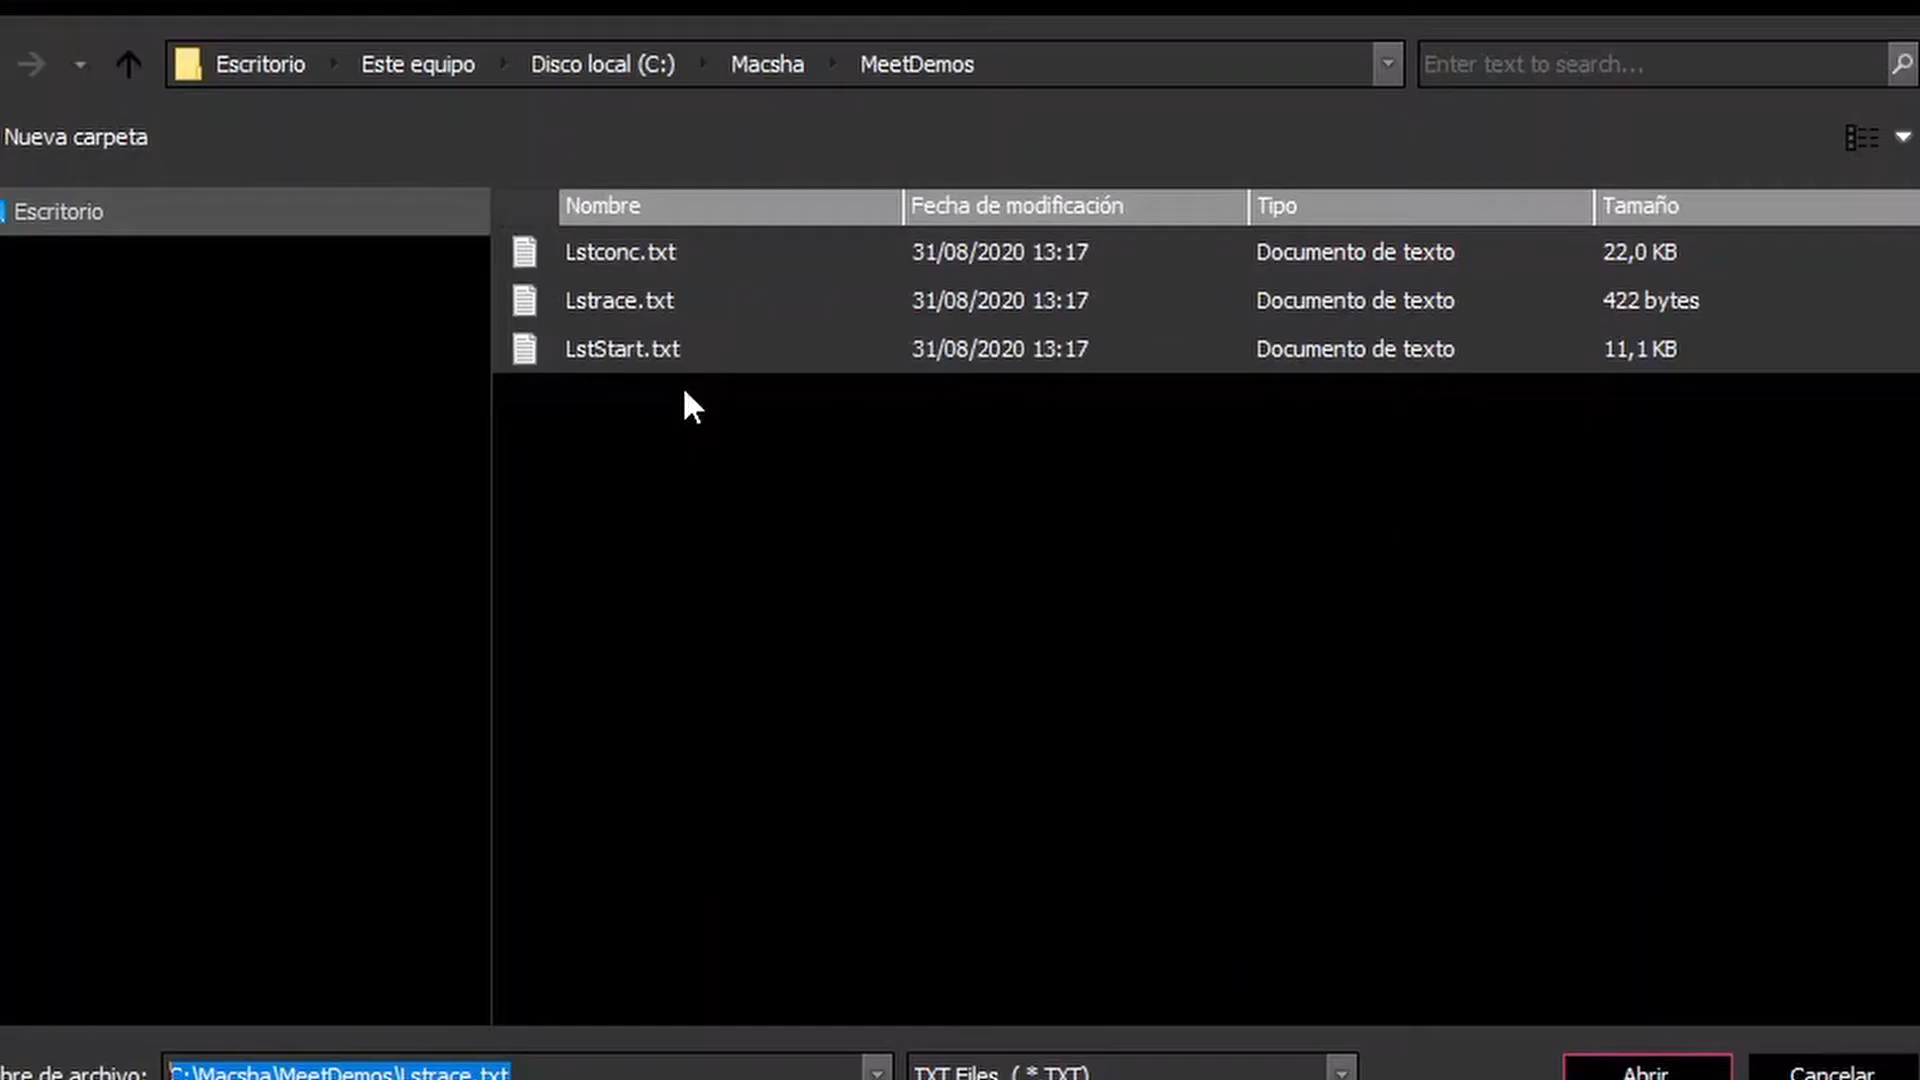 Escritorio Este equipo Disco local (C:) Macsha MeetDemos Enter text to search...
Nueva carpeta
Escritorio
Nombre Fecha de modificación Tipo Tamaño
Lstconc.txt 31/08/2020 13:17 Documento de texto 22,0 KB
Lstrace.txt 31/08/2020 13:17 Documento de texto 422 bytes
LstStart.txt 31/08/2020 13:17 Documento de texto 11,1 KB
bre de archivo: C:\Macsha\MeetDemos\Lstrace.txt TXT Files (*.TXT) Abrir Cancelar